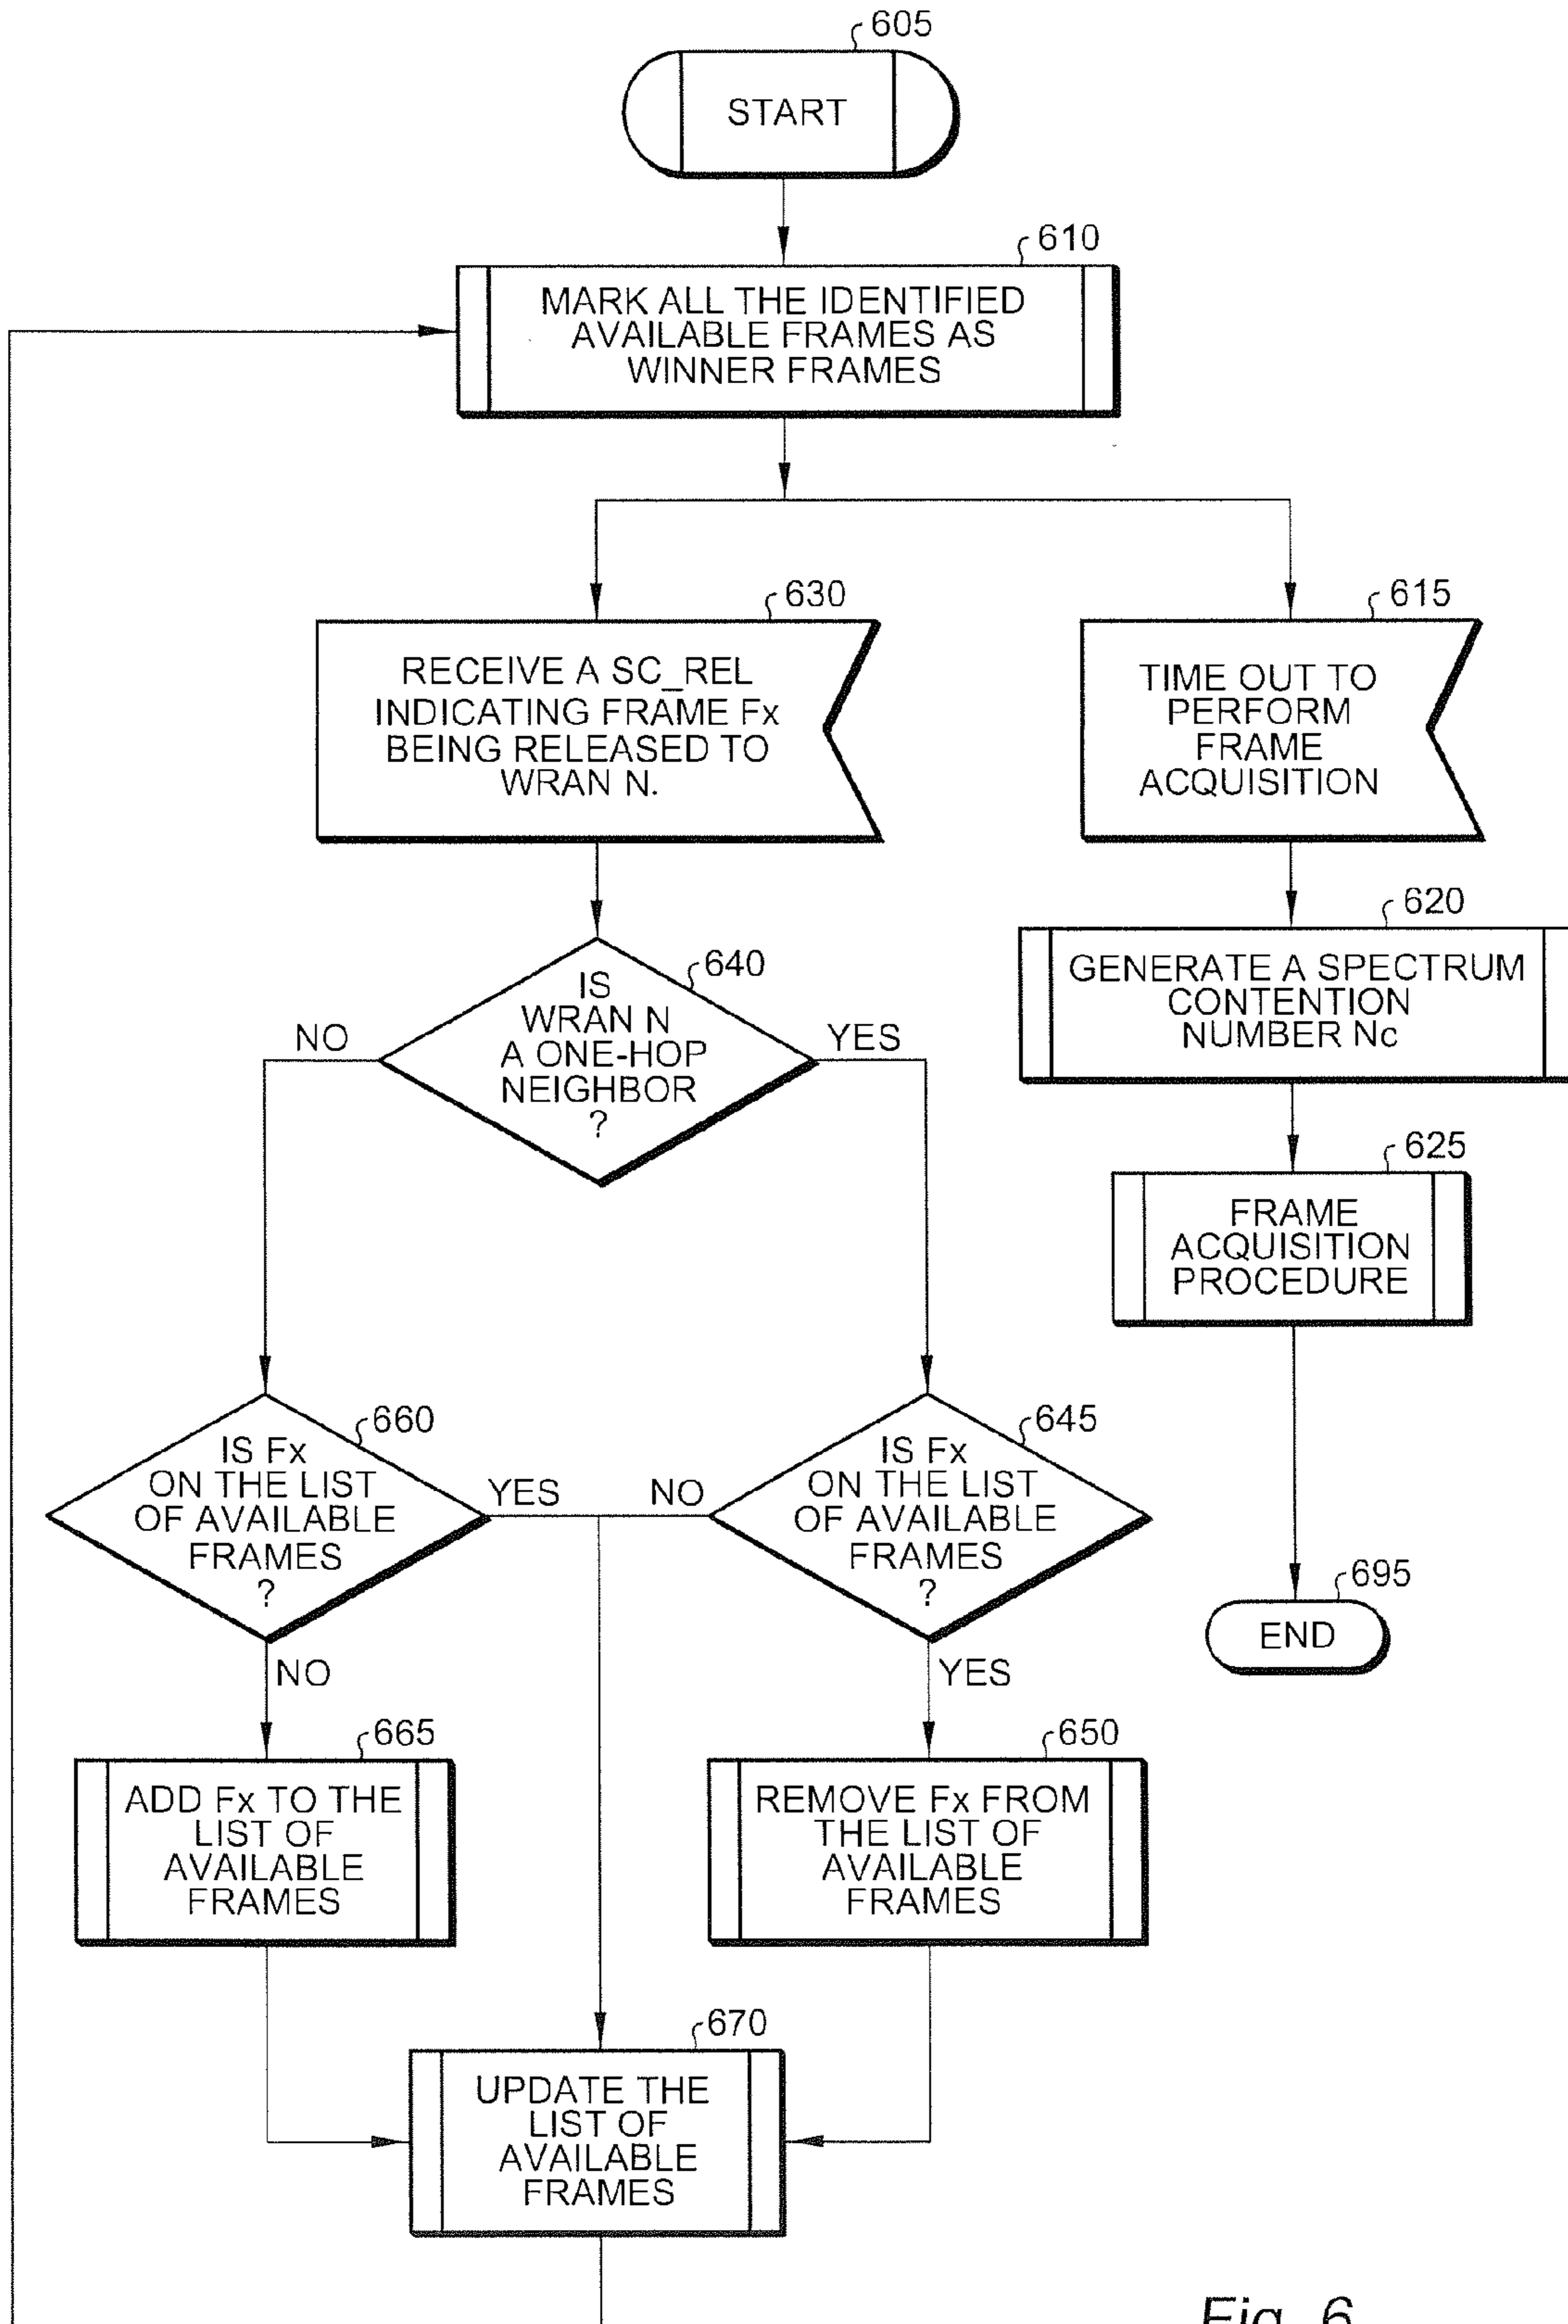 605
START
610
MARK ALL THE IDENTIFIED
AVAILABLE FRAMES AS
WINNER FRAMES
630
RECEIVE A SC_REL
INDICATING FRAME Fx
BEING RELEASED TO
WRAN N.
615
TIME OUT TO
PERFORM
FRAME
ACQUISITION
620
GENERATE A SPECTRUM
CONTENTION
NUMBER Nc
640
IS
WRAN N
A ONE-HOP
NEIGHBOR
?
NO
YES
625
FRAME
ACQUISITION
PROCEDURE
660
IS Fx
ON THE LIST
OF AVAILABLE
FRAMES
?
YES
NO
645
IS Fx
ON THE LIST
OF AVAILABLE
FRAMES
?
NO
YES
695
END
665
ADD Fx TO THE
LIST OF
AVAILABLE
FRAMES
650
REMOVE Fx FROM
THE LIST OF
AVAILABLE
FRAMES
670
UPDATE THE
LIST OF
AVAILABLE
FRAMES
Fig. 6